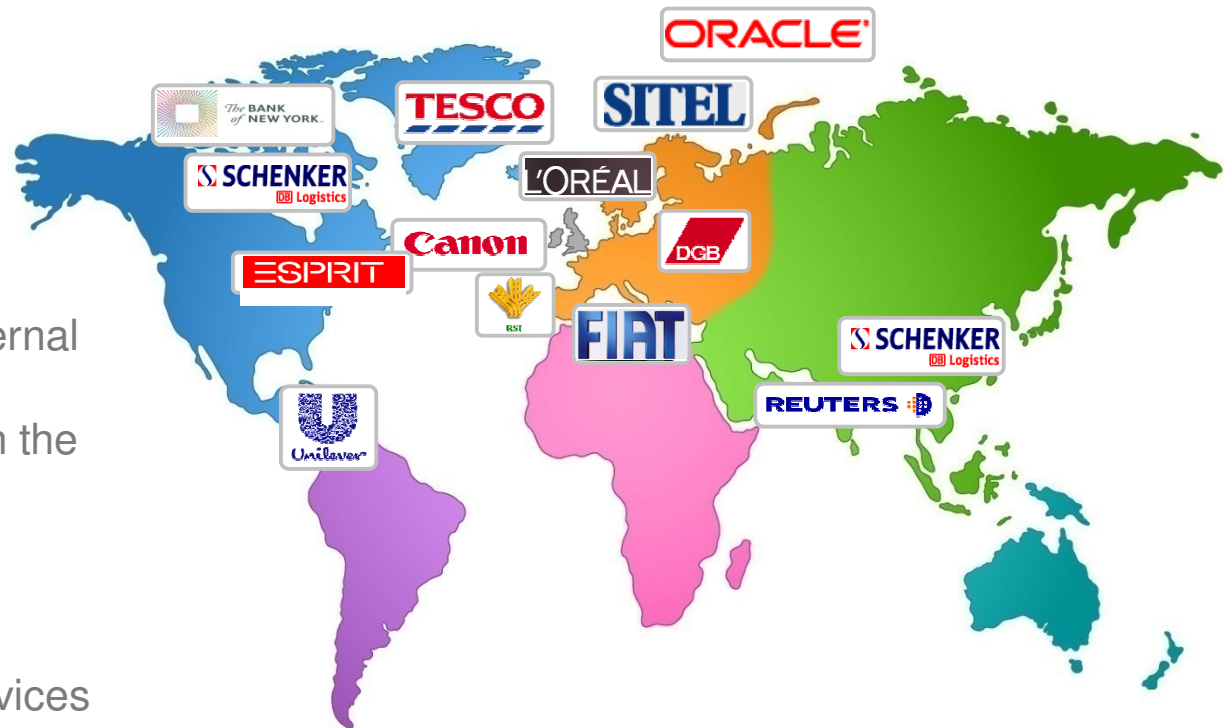 ORACLE
The BANK
of NEW YORK
TESCO
SITEL
SCHENKER
DB Logistics
L'ORÉAL
Canon
DGB
ESPRIT
RSI
FIAT
ernal
SCHENKER
DB Logistics
REUTERS
n the
Unilever
vices